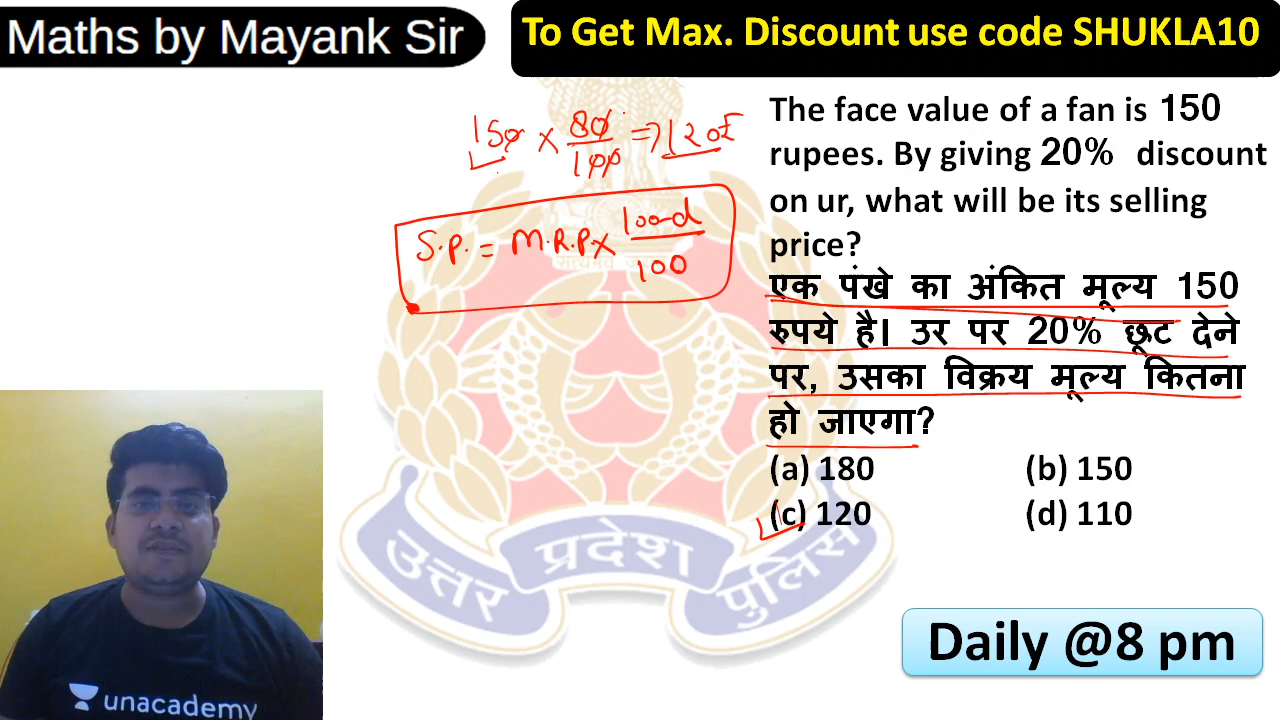 Maths by Mayank Sir
To Get Max. Discount use code SHUKLA10
150 × 80/100 => 120₹
S.P. = M.R.P × 100-d/100
The face value of a fan is 150
rupees. By giving 20% discount
on ur, what will be its selling
price?
एक पंखे का अंकित मूल्य 150
रुपये है। उर पर 20% छूट देने
पर, उसका विक्रय मूल्य कितना
हो जाएगा?
(a) 180 (b) 150
(c) 120 (d) 110
उत्तर प्रदेश पुलिस
unacademy
Daily @8 pm